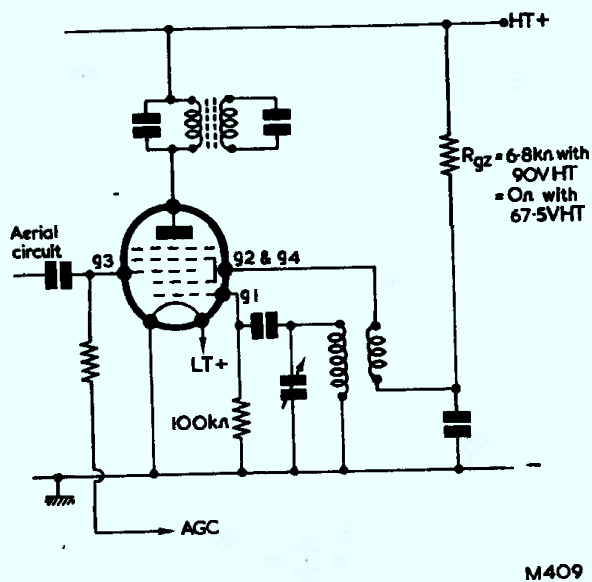 HT+
Rgz = 6·8kΩ with
90V HT
= 0Ω with
67·5V HT
Aerial
circuit
g3
g2 & g4
g1
LT+
100kΩ
AGC
M409